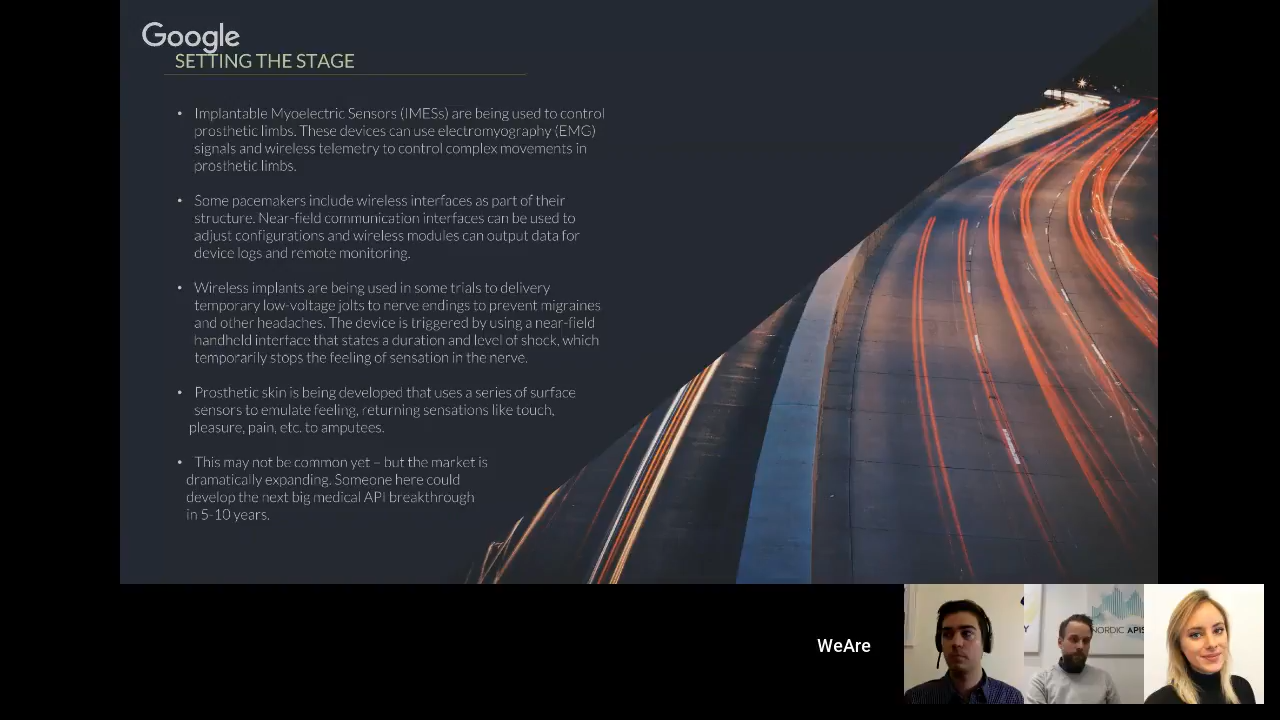 Google
SETTING THE STAGE
• Implantable Myoelectric Sensors (IMESs) are being used to control
prosthetic limbs. These devices can use electromyography (EMG)
signals and wireless telemetry to control complex movements in
prosthetic limbs.
• Some pacemakers include wireless interfaces as part of their
structure. Near-field communication interfaces can be used to
adjust configurations and wireless modules can output data for
device logs and remote monitoring.
• Wireless implants are being used in some trials to delivery
temporary low-voltage jolts to nerve endings to prevent migraines
and other headaches. The device is triggered by using a near-field
handheld interface that states a duration and level of shock, which
temporarily stops the feeling of sensation in the nerve.
• Prosthetic skin is being developed that uses a series of surface
sensors to emulate feeling, returning sensations like touch,
pleasure, pain, etc. to amputees.
• This may not be common yet – but the market is
dramatically expanding. Someone here could
develop the next big medical API breakthrough
in 5-10 years.
WeAre
Y
NORDIC APIS